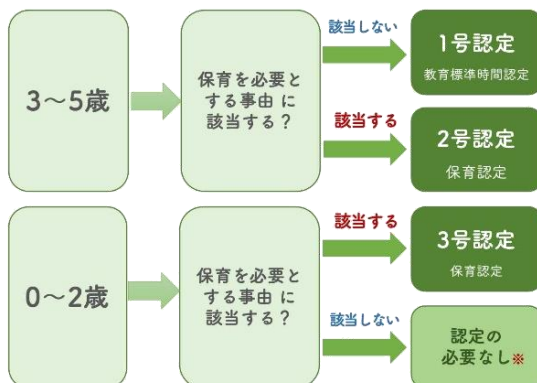 3～5歳
保育を必要と
する事由 に
該当する？
該当しない
1号認定
教育標準時間認定
該当する
2号認定
保育認定
0～2歳
保育を必要と
する事由 に
該当する？
該当する
3号認定
保育認定
該当しない
認定の
必要なし※